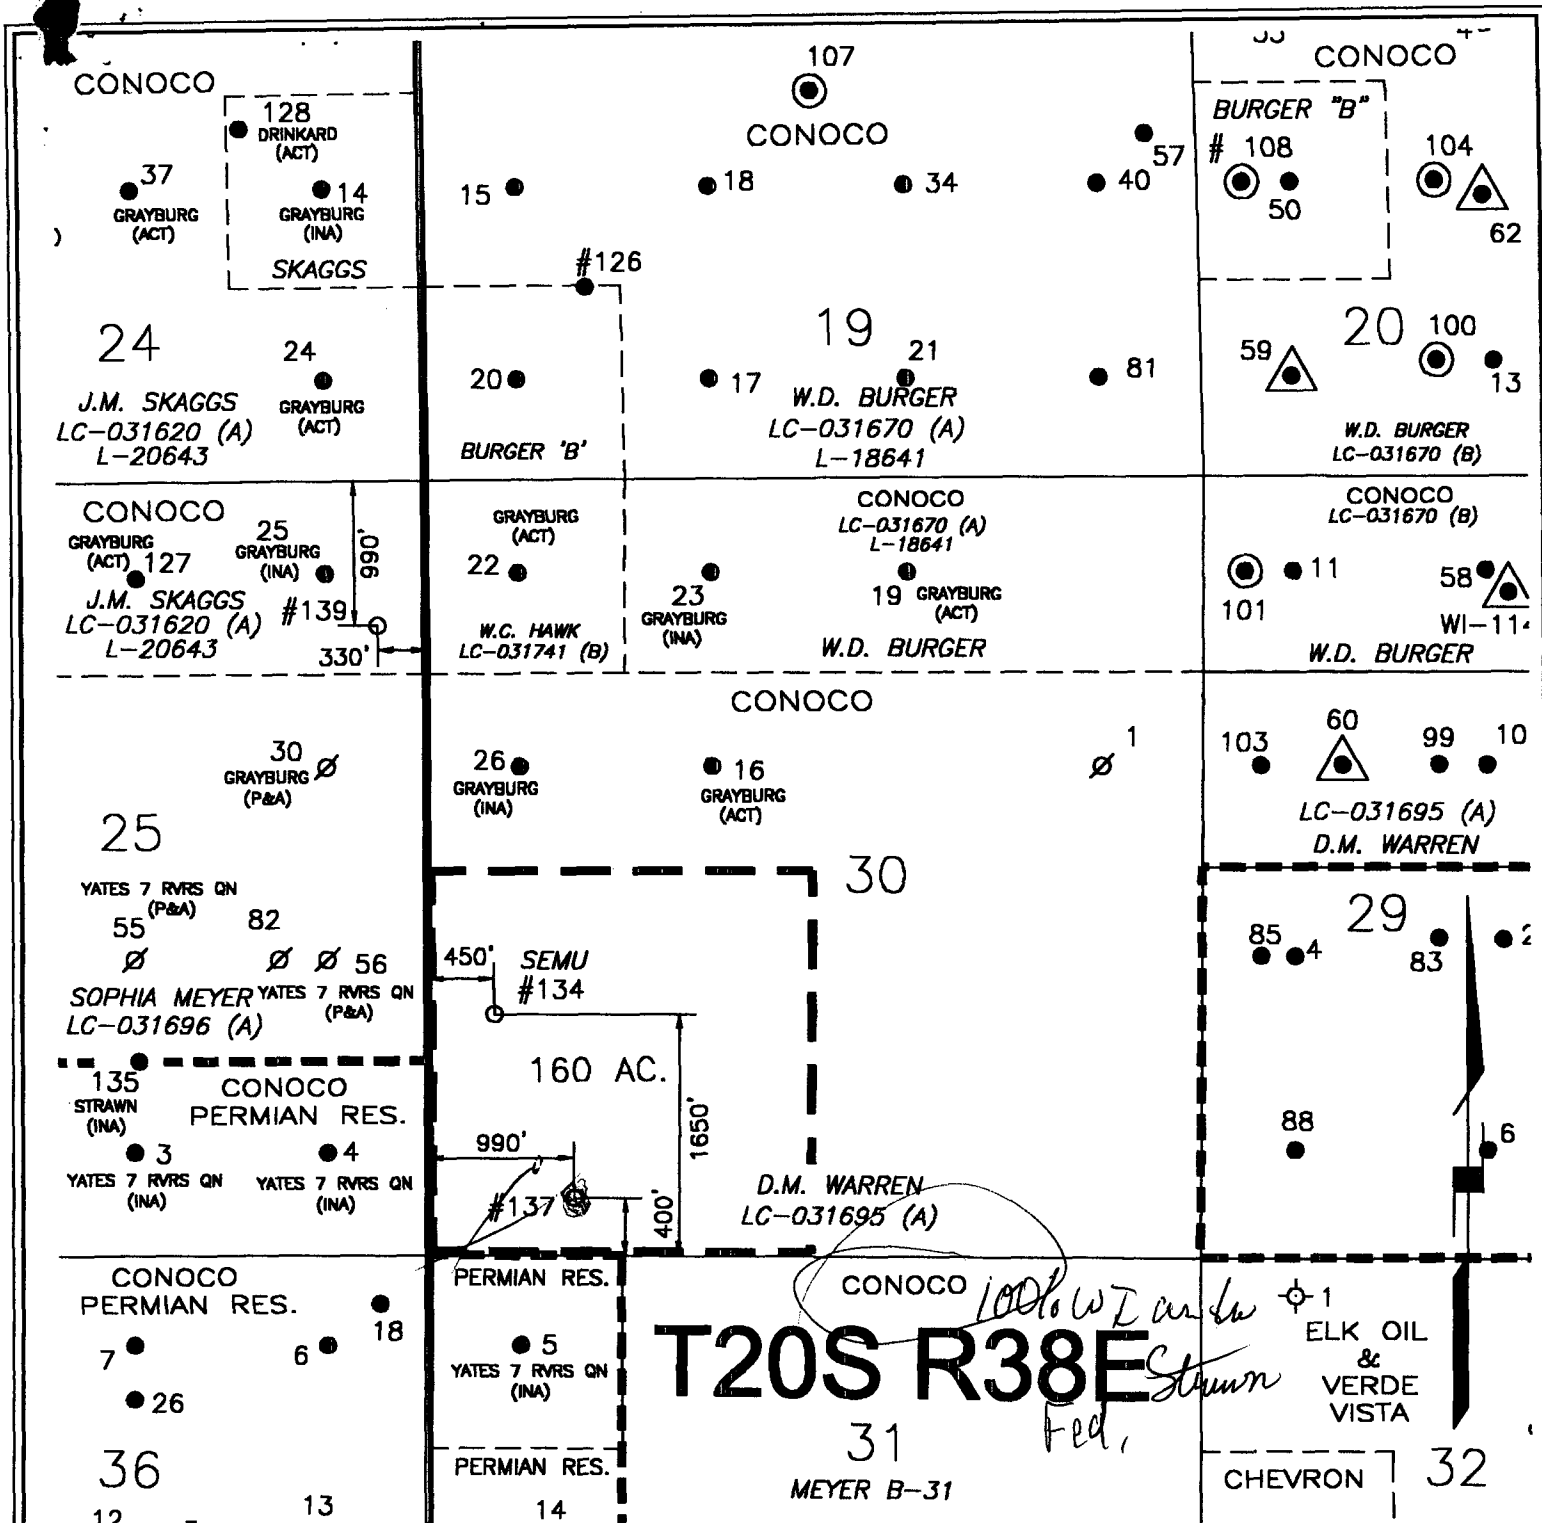 CONOCO
128
DRINKARD
(ACT)
37
GRAYBURG
(ACT)
14
GRAYBURG
(INA)
SKAGGS
24
J.M. SKAGGS
LC-031620 (A)
L-20643
24
GRAYBURG
(ACT)
107
CONOCO
57
15
18
34
40
#126
19
20
17
21
81
W.D. BURGER
LC-031670 (A)
L-18641
BURGER 'B'
CONOCO
BURGER "B"
# 108
50
104
62
20
59
100
13
W.D. BURGER
LC-031670 (B)
CONOCO
GRAYBURG
(ACT) 127
25
GRAYBURG
(INA)
990'
J.M. SKAGGS
LC-031620 (A)
L-20643
#139
330'
GRAYBURG
(ACT)
22
W.C. HAWK
LC-031741 (B)
23
GRAYBURG
(INA)
CONOCO
LC-031670 (A)
L-18641
19 GRAYBURG
(ACT)
W.D. BURGER
CONOCO
LC-031670 (B)
101
11
58
WI-11
W.D. BURGER
30
GRAYBURG
(P&A)
25
YATES 7 RVRS QN
(P&A)
55
82
56
SOPHIA MEYER
LC-031696 (A)
YATES 7 RVRS QN
(P&A)
CONOCO
26
GRAYBURG
(INA)
16
GRAYBURG
(ACT)
1
30
103
60
99
10
LC-031695 (A)
D.M. WARREN
29
85
4
83
2
88
6
450'
SEMU
#134
160 AC.
1650'
990'
#137
400'
D.M. WARREN
LC-031695 (A)
135
STRAWN
(INA)
CONOCO
PERMIAN RES.
3
YATES 7 RVRS QN
(INA)
4
YATES 7 RVRS QN
(INA)
CONOCO
PERMIAN RES.
18
7
6
26
36
12
13
PERMIAN RES.
5
YATES 7 RVRS QN
(INA)
PERMIAN RES.
14
CONOCO
100% WI
Strawn
Fed.
T20S R38E
31
MEYER B-31
1
ELK OIL
&
VERDE
VISTA
CHEVRON
32